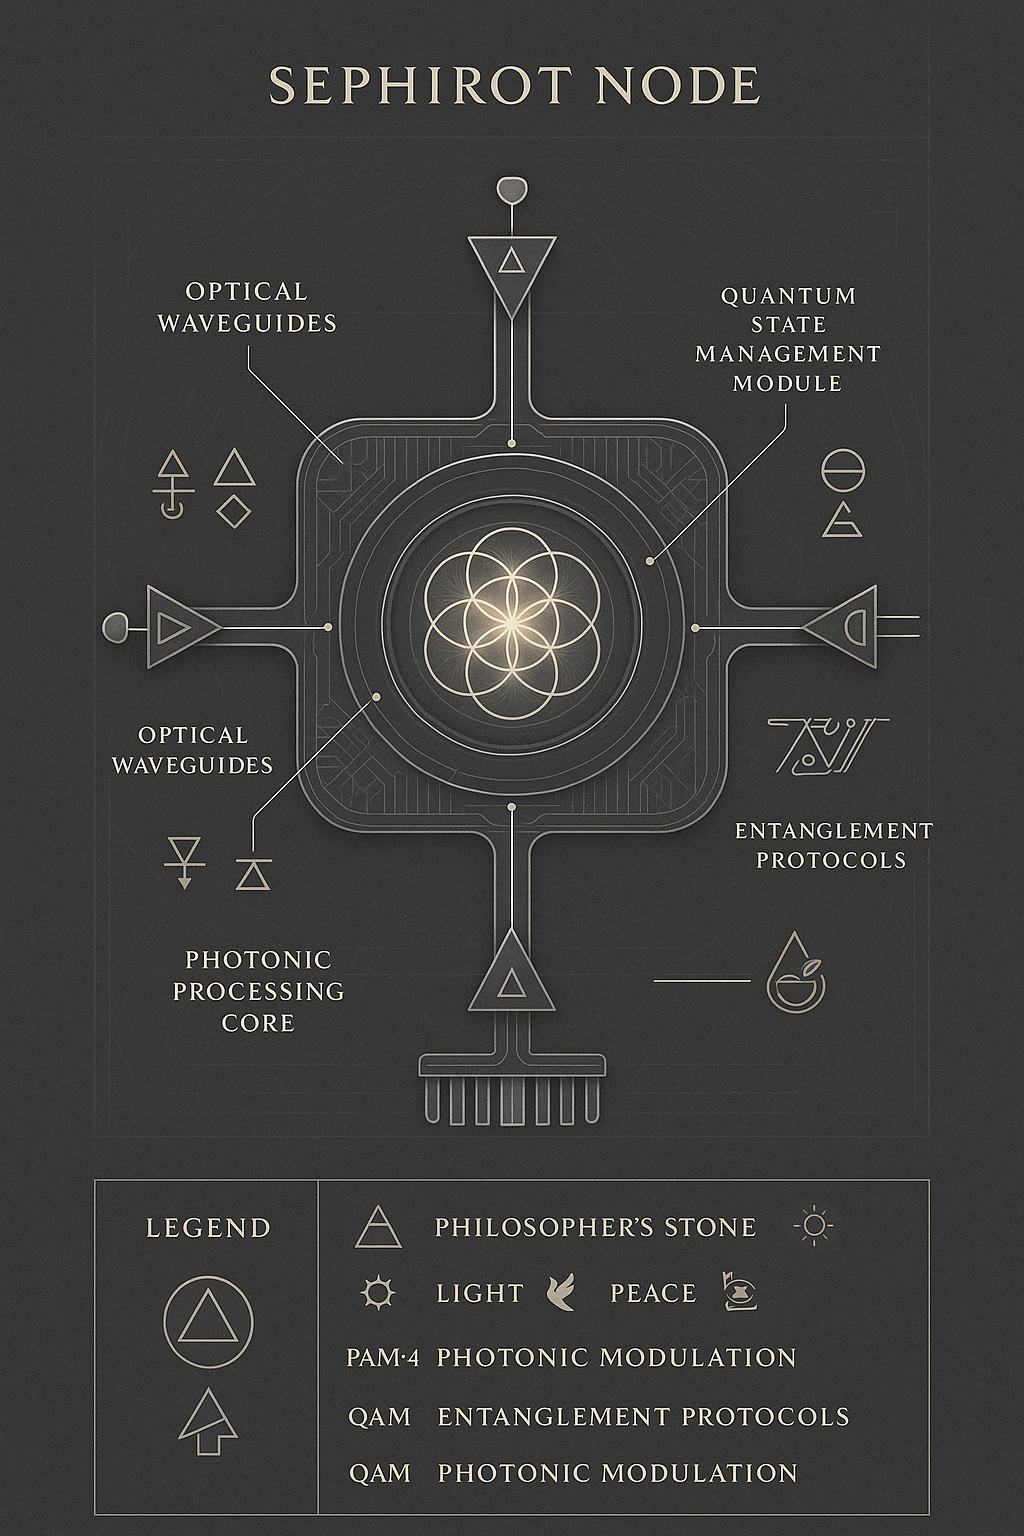 SEPHIROT NODE
OPTICAL
WAVEGUIDES
QUANTUM
STATE
MANAGEMENT
MODULE
OPTICAL
WAVEGUIDES
ENTANGLEMENT
PROTOCOLS
PHOTONIC
PROCESSING
CORE
LEGEND
PHILOSOPHER'S STONE
LIGHT PEACE
PAM·4 PHOTONIC MODULATION
QAM ENTANGLEMENT PROTOCOLS
QAM PHOTONIC MODULATION